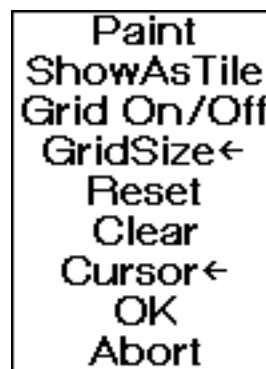 Paint
ShowAsTile
Grid On/Off
GridSize←
Reset
Clear
Cursor←
OK
Abort